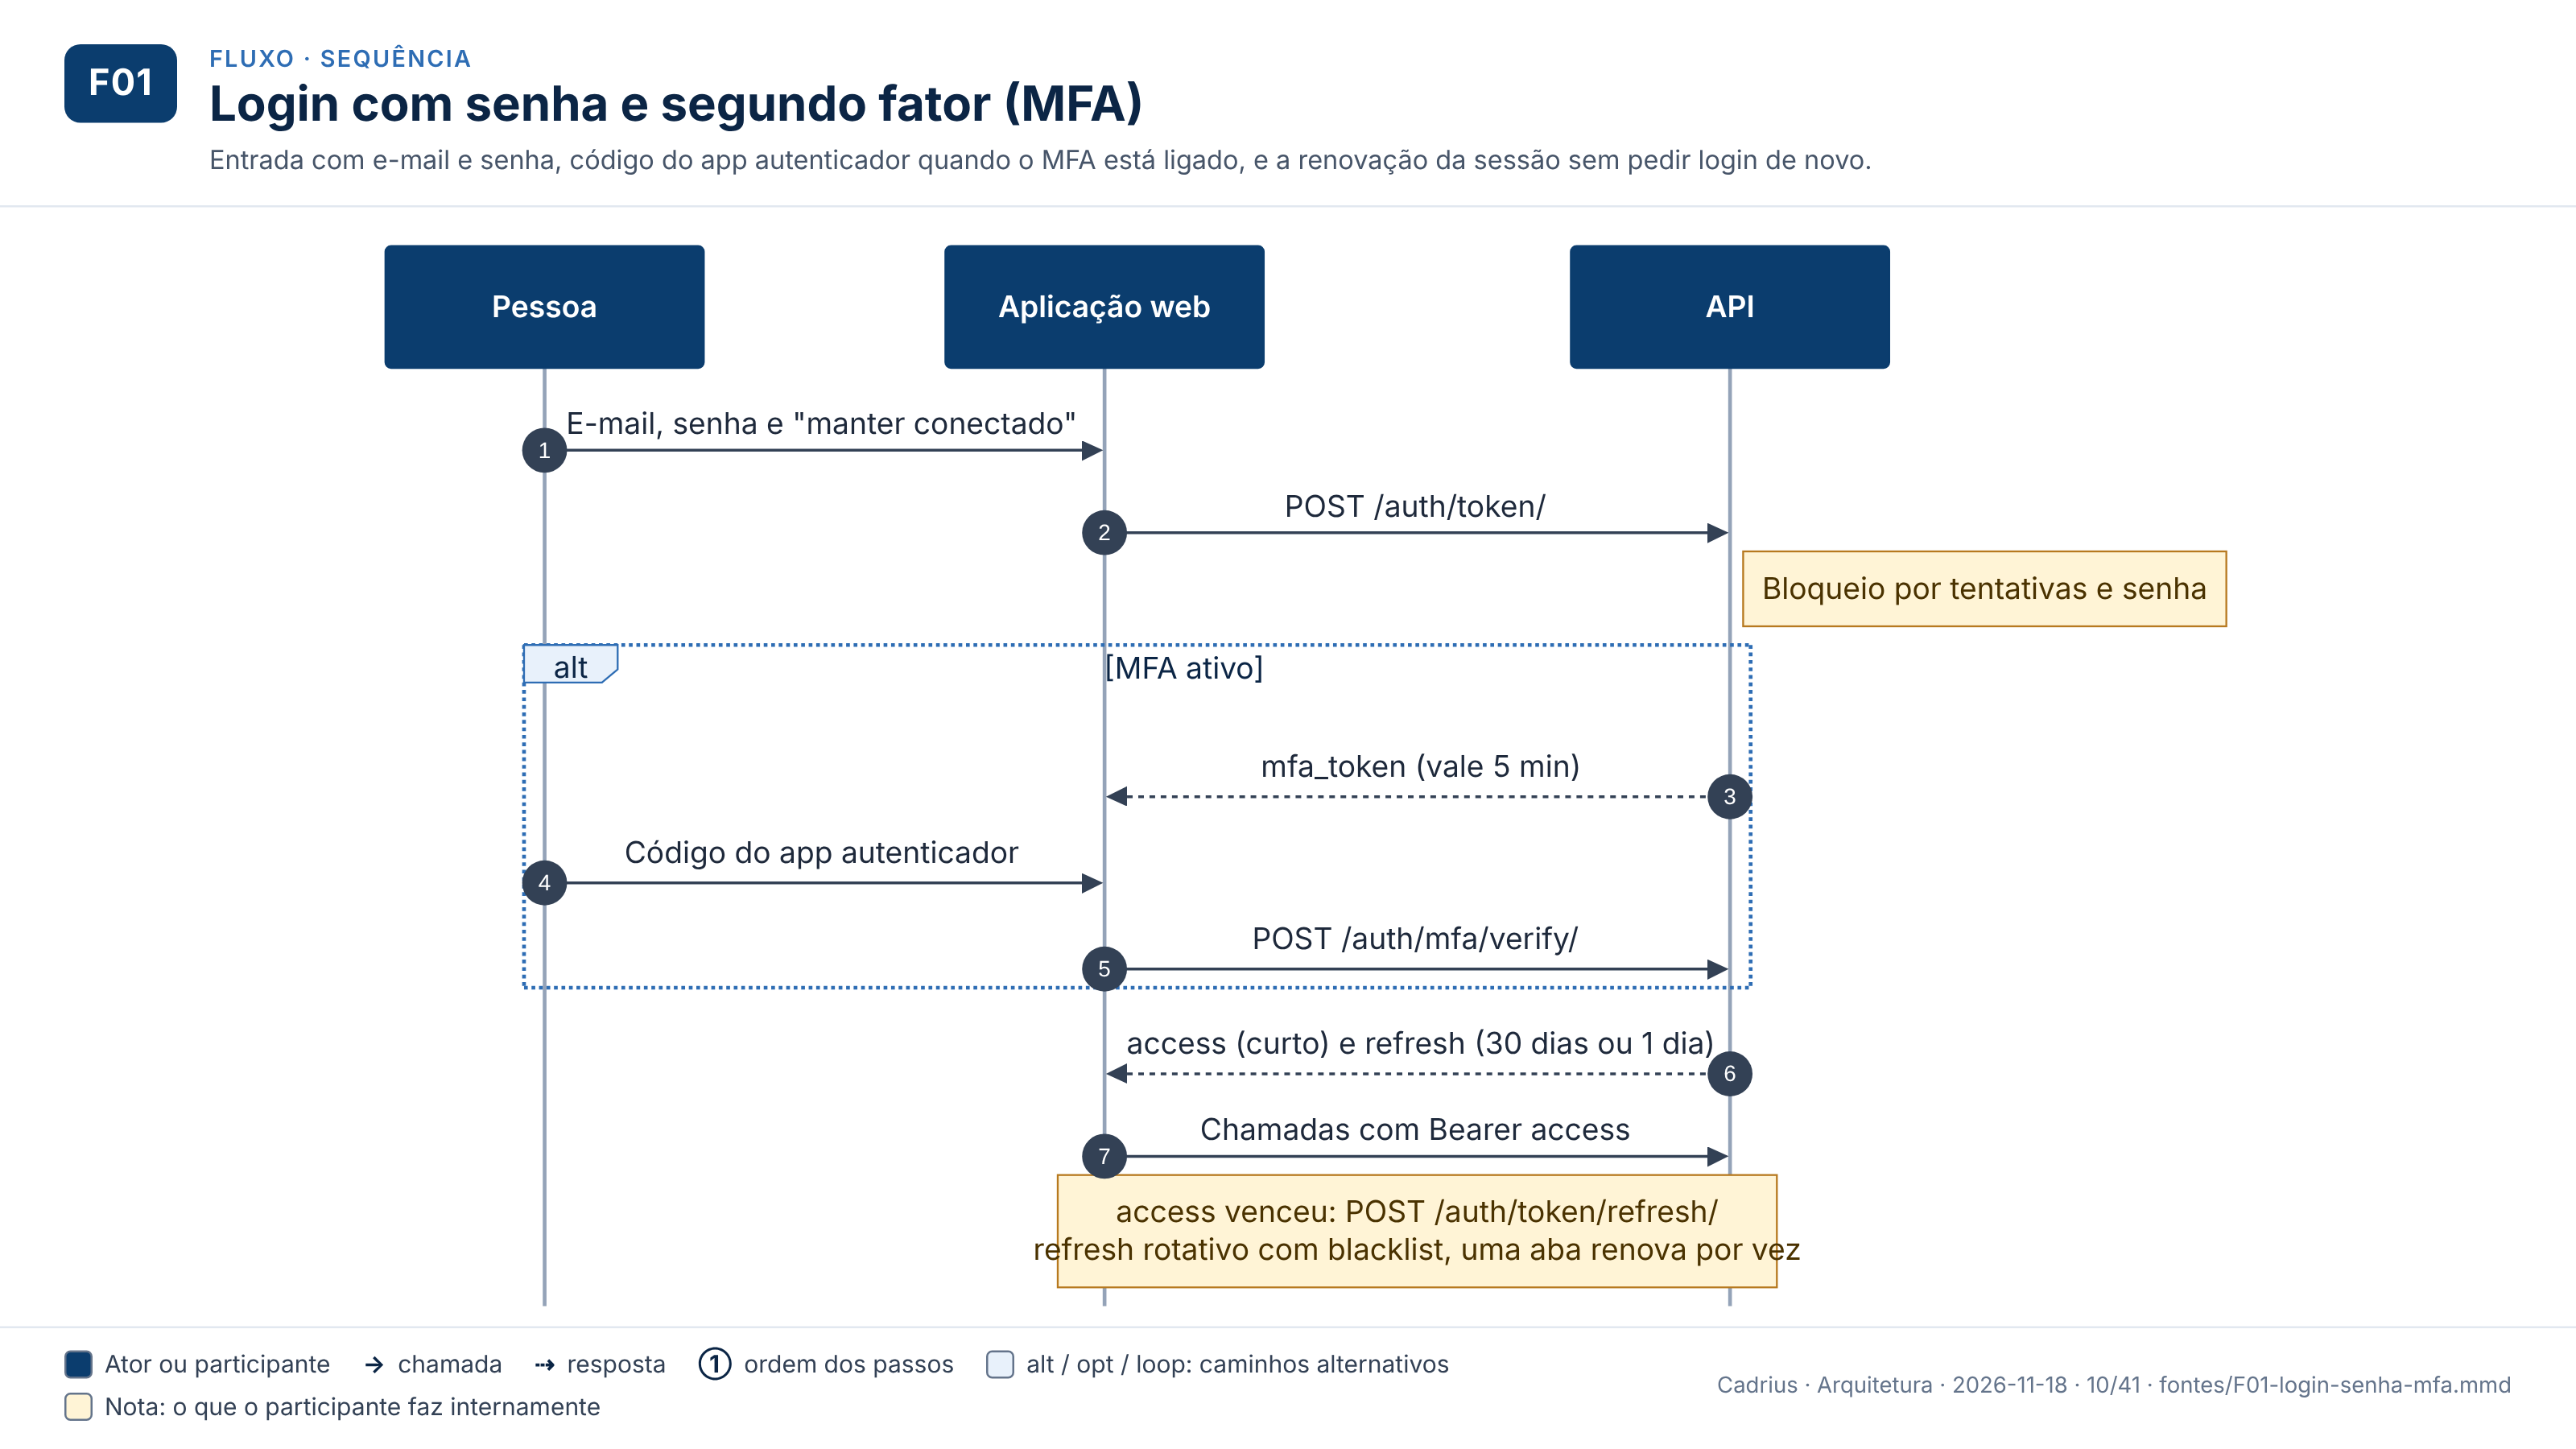 F01
FLUXO · SEQUÊNCIA
Login com senha e segundo fator (MFA)
Entrada com e-mail e senha, código do app autenticador quando o MFA está ligado, e a renovação da sessão sem pedir login de novo.
Pessoa
Aplicação web
API
E-mail, senha e "manter conectado"
1
POST /auth/token/
2
Bloqueio por tentativas e senha
alt
[MFA ativo]
mfa_token (vale 5 min)
3
Código do app autenticador
4
POST /auth/mfa/verify/
5
access (curto) e refresh (30 dias ou 1 dia)
6
Chamadas com Bearer access
7
access venceu: POST /auth/token/refresh/
refresh rotativo com blacklist, uma aba renova por vez
Ator ou participante
→ chamada
⇢ resposta
1 ordem dos passos
alt / opt / loop: caminhos alternativos
Nota: o que o participante faz internamente
Cadrius · Arquitetura · 2026-11-18 · 10/41 · fontes/F01-login-senha-mfa.mmd